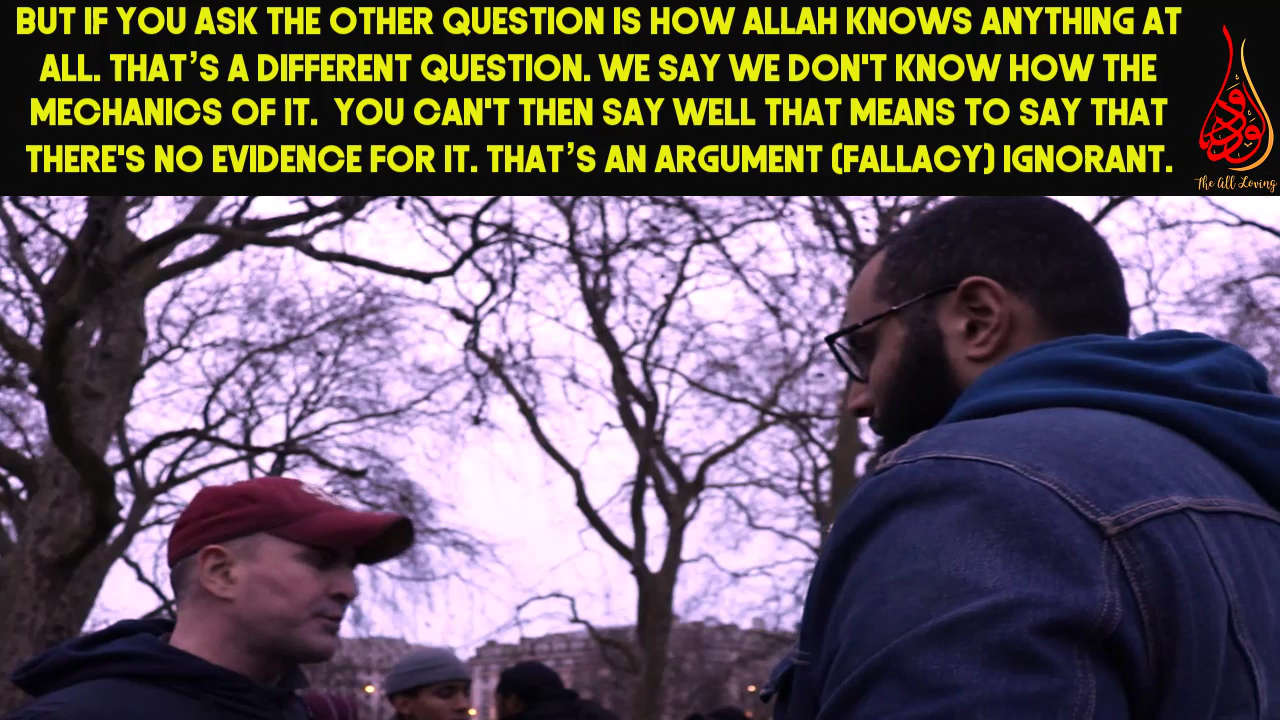 BUT IF YOU ASK THE OTHER QUESTION IS HOW ALLAH KNOWS ANYTHING AT
ALL. THAT’S A DIFFERENT QUESTION. WE SAY WE DON'T KNOW HOW THE
MECHANICS OF IT. YOU CAN'T THEN SAY WELL THAT MEANS TO SAY THAT
THERE'S NO EVIDENCE FOR IT. THAT’S AN ARGUMENT (FALLACY) IGNORANT.
The All Loving